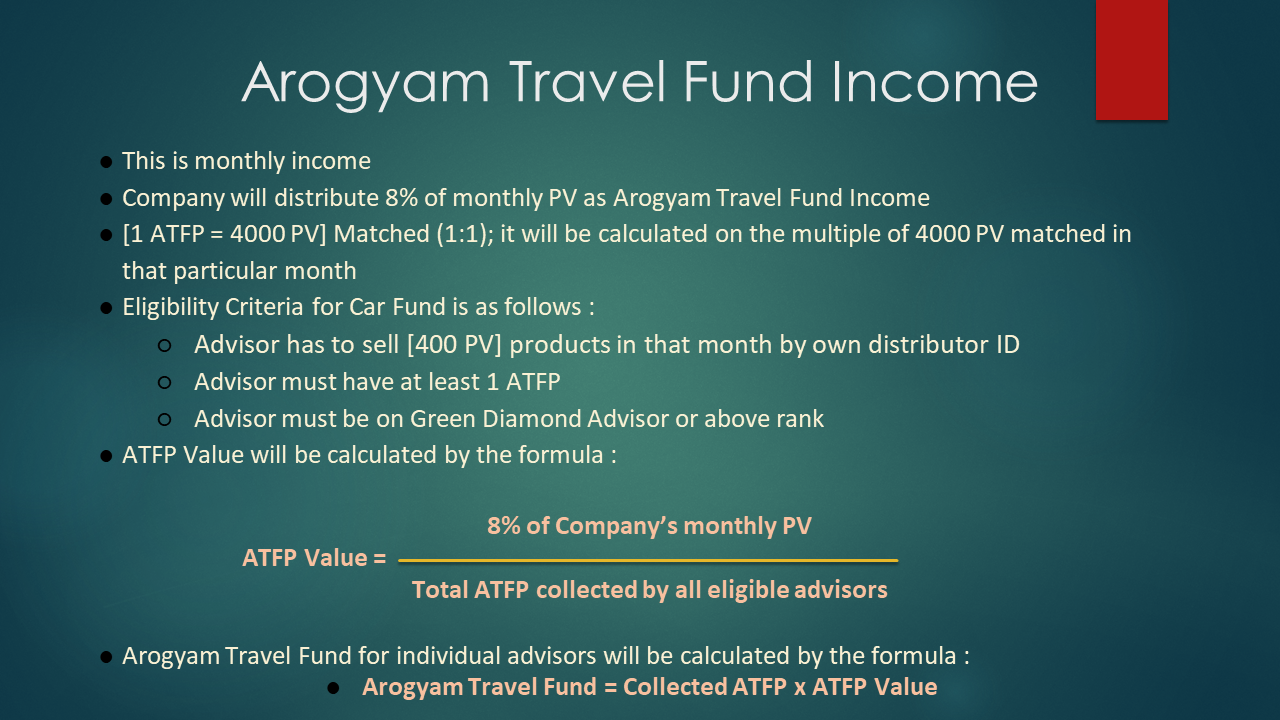 Arogyam Travel Fund Income
● This is monthly income
● Company will distribute 8% of monthly PV as Arogyam Travel Fund Income
● [1 ATFP = 4000 PV] Matched (1:1); it will be calculated on the multiple of 4000 PV matched in
that particular month
● Eligibility Criteria for Car Fund is as follows :
○ Advisor has to sell [400 PV] products in that month by own distributor ID
○ Advisor must have at least 1 ATFP
○ Advisor must be on Green Diamond Advisor or above rank
● ATFP Value will be calculated by the formula :
8% of Company’s monthly PV
ATFP Value =
Total ATFP collected by all eligible advisors
● Arogyam Travel Fund for individual advisors will be calculated by the formula :
● Arogyam Travel Fund = Collected ATFP x ATFP Value